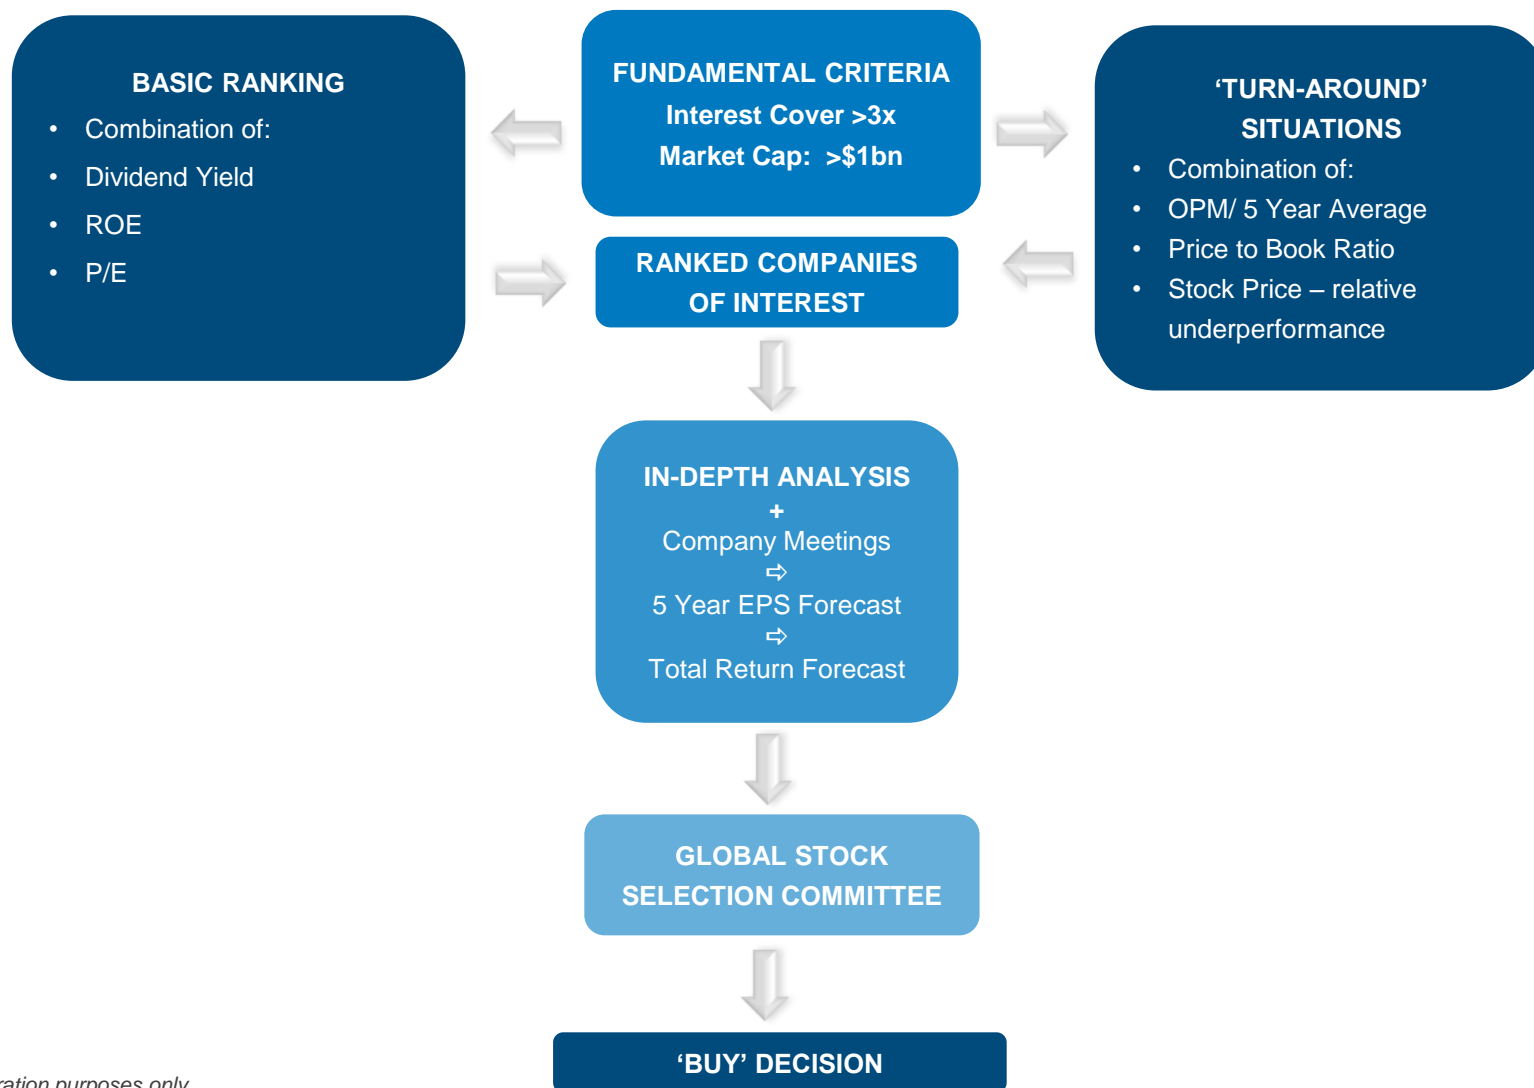 BASIC RANKING
• Combination of:
• Dividend Yield
• ROE
• P/E
FUNDAMENTAL CRITERIA
Interest Cover >3x
Market Cap: >$1bn
‘TURN-AROUND’
SITUATIONS
• Combination of:
• OPM/ 5 Year Average
• Price to Book Ratio
• Stock Price – relative
underperformance
RANKED COMPANIES
OF INTEREST
IN-DEPTH ANALYSIS
+
Company Meetings
⇨
5 Year EPS Forecast
⇨
Total Return Forecast
GLOBAL STOCK
SELECTION COMMITTEE
‘BUY’ DECISION
purposes only